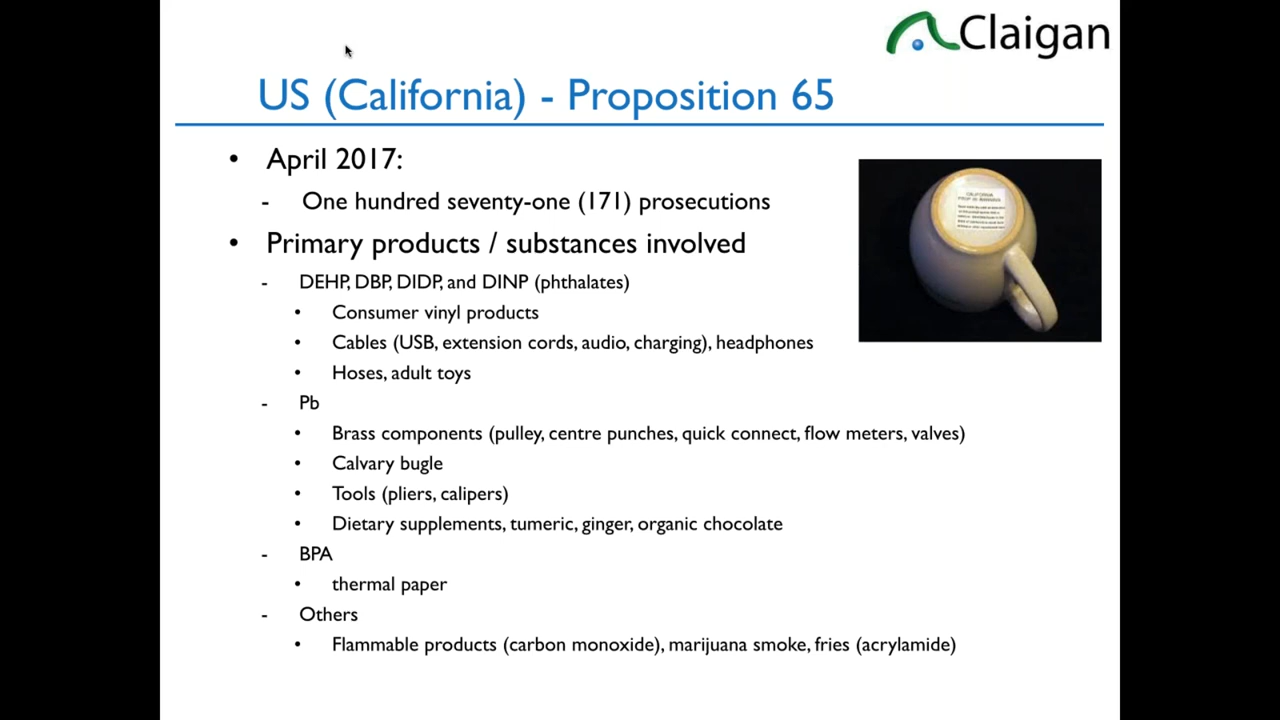 Claigan
US (California) - Proposition 65
• April 2017:
- One hundred seventy-one (171) prosecutions
• Primary products / substances involved
- DEHP, DBP, DIDP, and DINP (phthalates)
• Consumer vinyl products
• Cables (USB, extension cords, audio, charging), headphones
• Hoses, adult toys
- Pb
• Brass components (pulley, centre punches, quick connect, flow meters, valves)
• Calvary bugle
• Tools (pliers, calipers)
• Dietary supplements, tumeric, ginger, organic chocolate
- BPA
• thermal paper
- Others
• Flammable products (carbon monoxide), marijuana smoke, fries (acrylamide)
CALIFORNIA